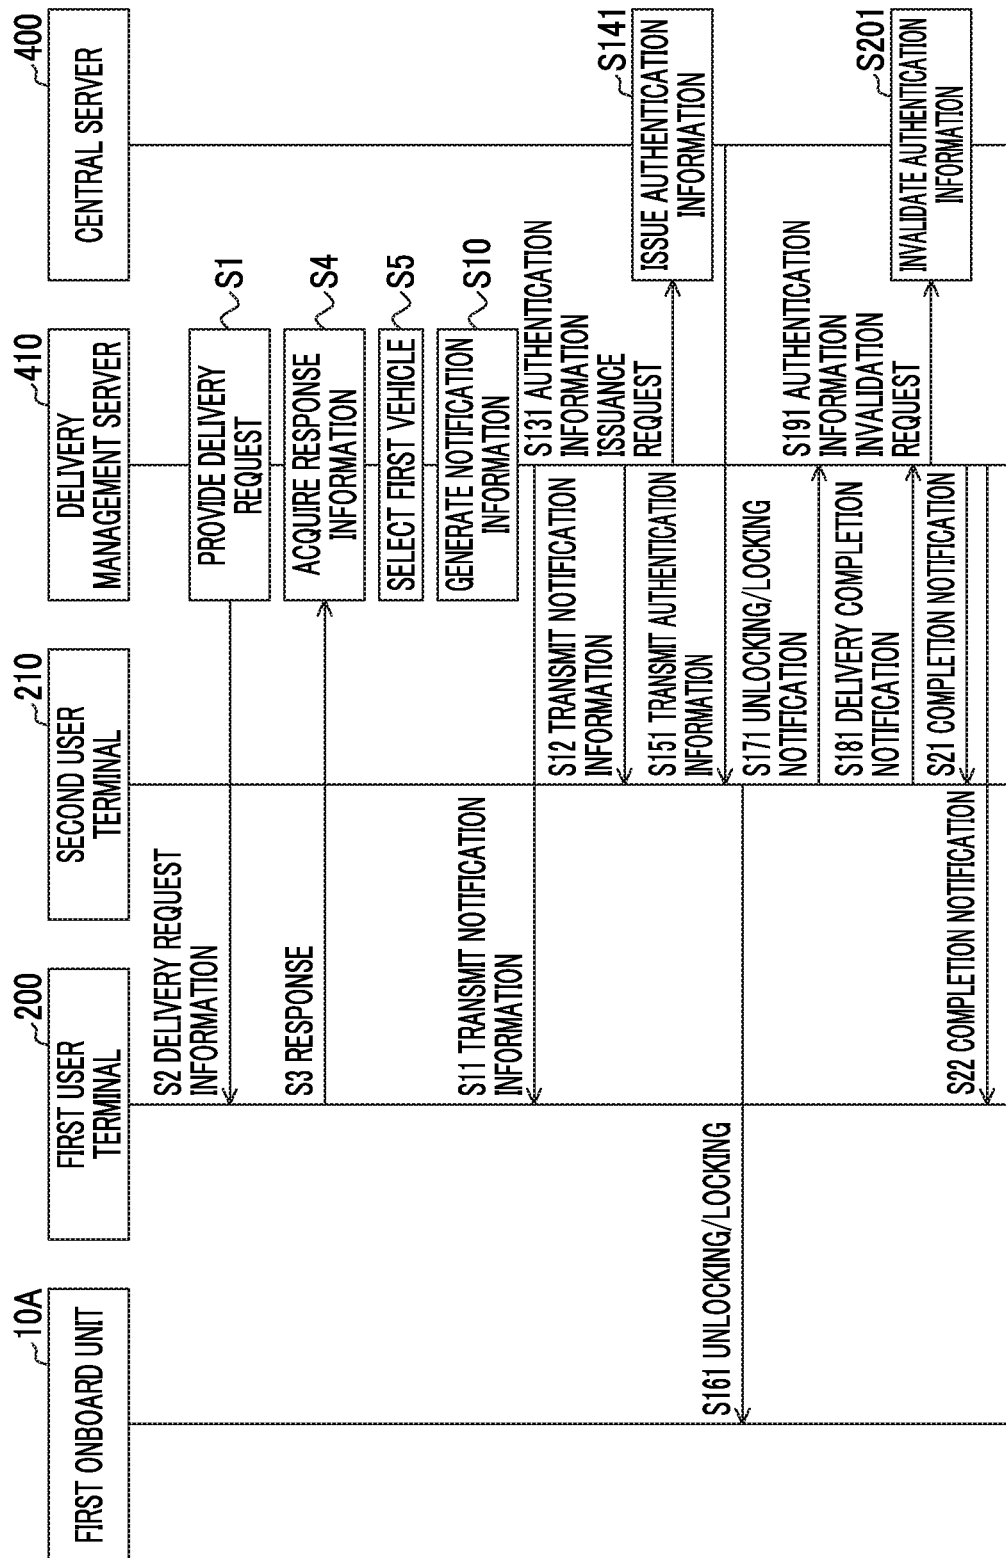 10A
FIRST ONBOARD UNIT
200
FIRST USER
TERMINAL
210
SECOND USER
TERMINAL
410
DELIVERY
MANAGEMENT SERVER
400
CENTRAL SERVER
S1
PROVIDE DELIVERY
REQUEST
S2 DELIVERY REQUEST
INFORMATION
S3 RESPONSE
S4
ACQUIRE RESPONSE
INFORMATION
S5
SELECT FIRST VEHICLE
S10
GENERATE NOTIFICATION
INFORMATION
S11 TRANSMIT NOTIFICATION
INFORMATION
S12 TRANSMIT NOTIFICATION
INFORMATION
S131 AUTHENTICATION
INFORMATION
ISSUANCE
REQUEST
S141
ISSUE AUTHENTICATION
INFORMATION
S151 TRANSMIT AUTHENTICATION
INFORMATION
S161 UNLOCKING/LOCKING
S171 UNLOCKING/LOCKING
NOTIFICATION
S181 DELIVERY COMPLETION
NOTIFICATION
S191 AUTHENTICATION
INFORMATION
INVALIDATION
REQUEST
S201
INVALIDATE AUTHENTICATION
INFORMATION
S21 COMPLETION NOTIFICATION
S22 COMPLETION NOTIFICATION